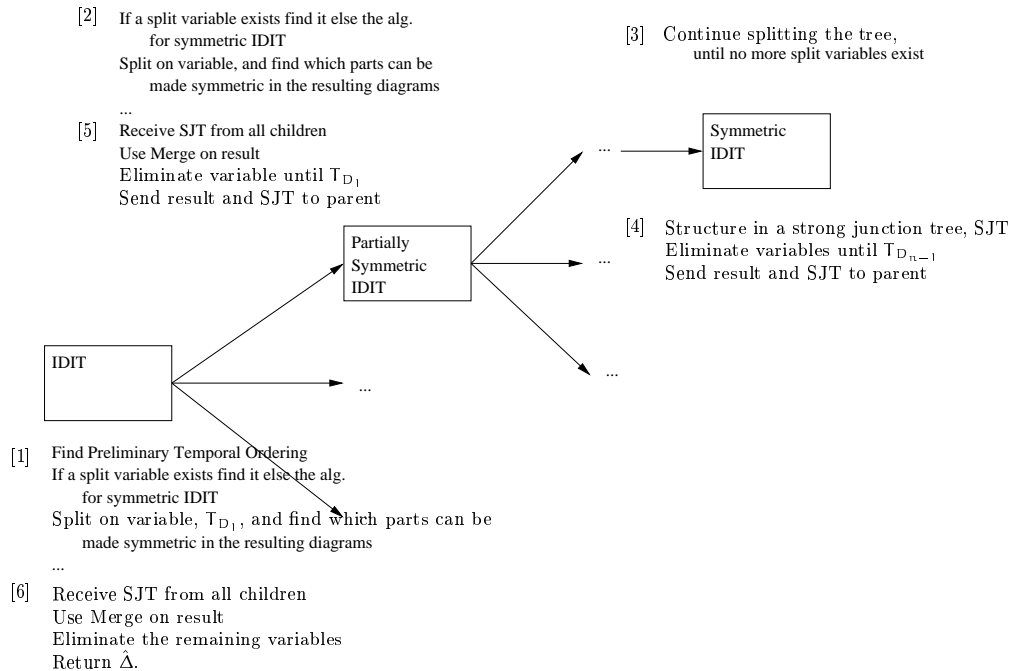 [2] If a split variable exists find it else the alg.
for symmetric IDIT
Split on variable, and find which parts can be
made symmetric in the resulting diagrams
...
[3] Continue splitting the tree,
until no more split variables exist
[5] Receive SJT from all children
Use Merge on result
Eliminate variable until T_{D_1}
Send result and SJT to parent
...
Symmetric
IDIT
[4] Structure in a strong junction tree, SJT
Eliminate variables until T_{D_{n-1}}
Send result and SJT to parent
Partially
Symmetric
IDIT
...
...
IDIT
...
[1] Find Preliminary Temporal Ordering
If a split variable exists find it else the alg.
for symmetric IDIT
Split on variable, T_{D_1}, and find which parts can be
made symmetric in the resulting diagrams
...
...
[6] Receive SJT from all children
Use Merge on result
Eliminate the remaining variables
Return Δ̂.